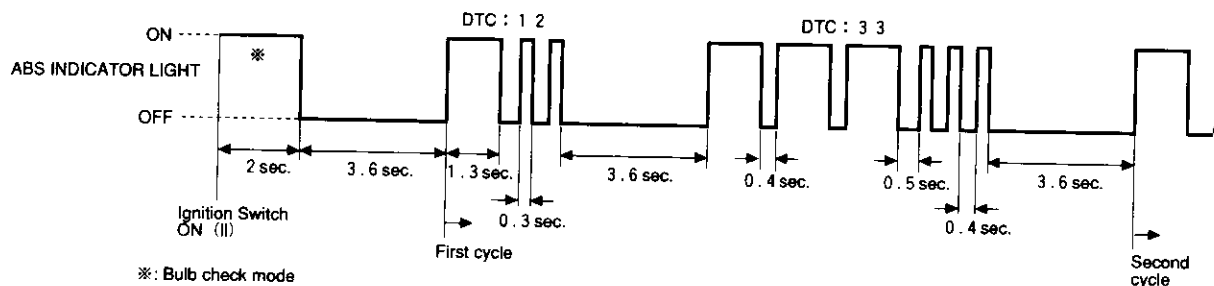 DTC : 1 2
DTC : 3 3
ON
※
ABS INDICATOR LIGHT
OFF
2 sec.
3.6 sec.
1.3 sec.
3.6 sec.
0.4 sec.
0.5 sec.
3.6 sec.
0.3 sec.
0.4 sec.
Ignition Switch
ON (II)
First cycle
Second
cycle
※: Bulb check mode